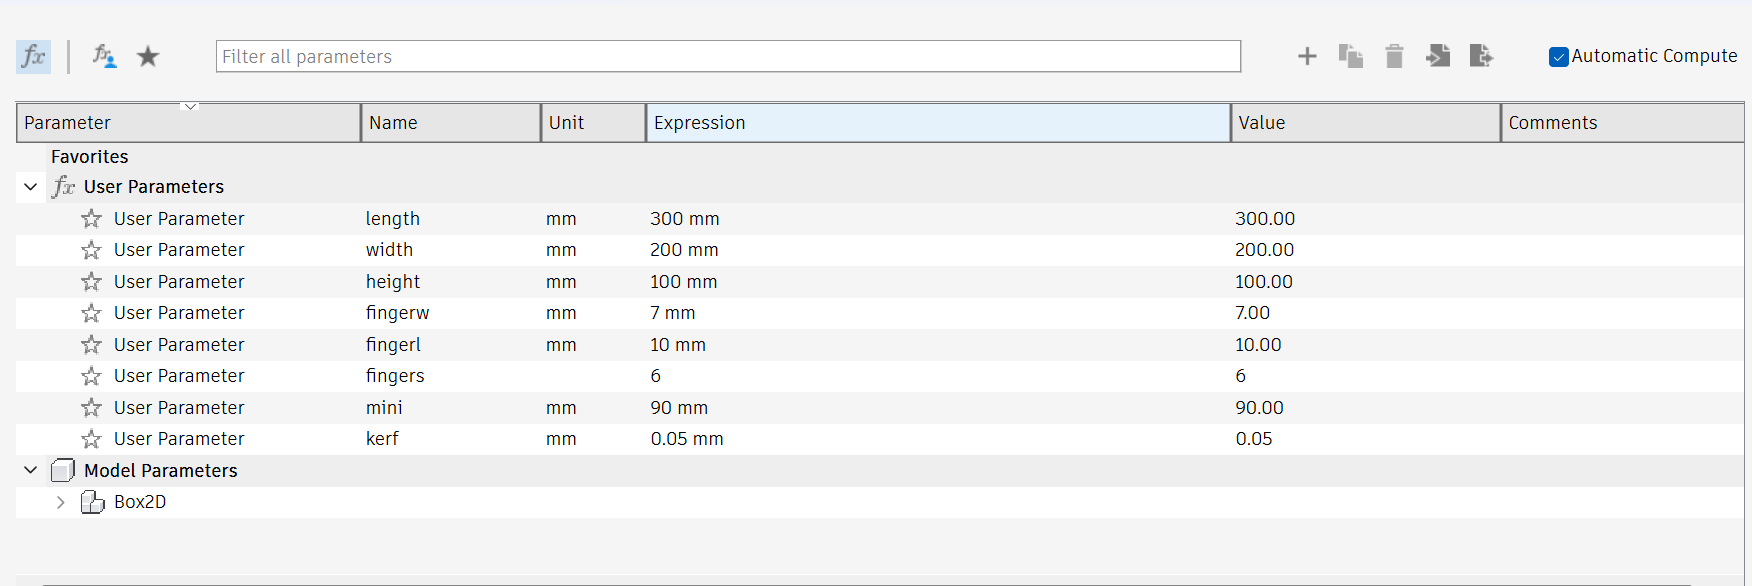 fx fx Filter all parameters Automatic Compute
Parameter Name Unit Expression Value Comments
Favorites
fx User Parameters
User Parameter length mm 300 mm 300.00
User Parameter width mm 200 mm 200.00
User Parameter height mm 100 mm 100.00
User Parameter fingerw mm 7 mm 7.00
User Parameter fingerl mm 10 mm 10.00
User Parameter fingers 6 6
User Parameter mini mm 90 mm 90.00
User Parameter kerf mm 0.05 mm 0.05
Model Parameters
Box2D